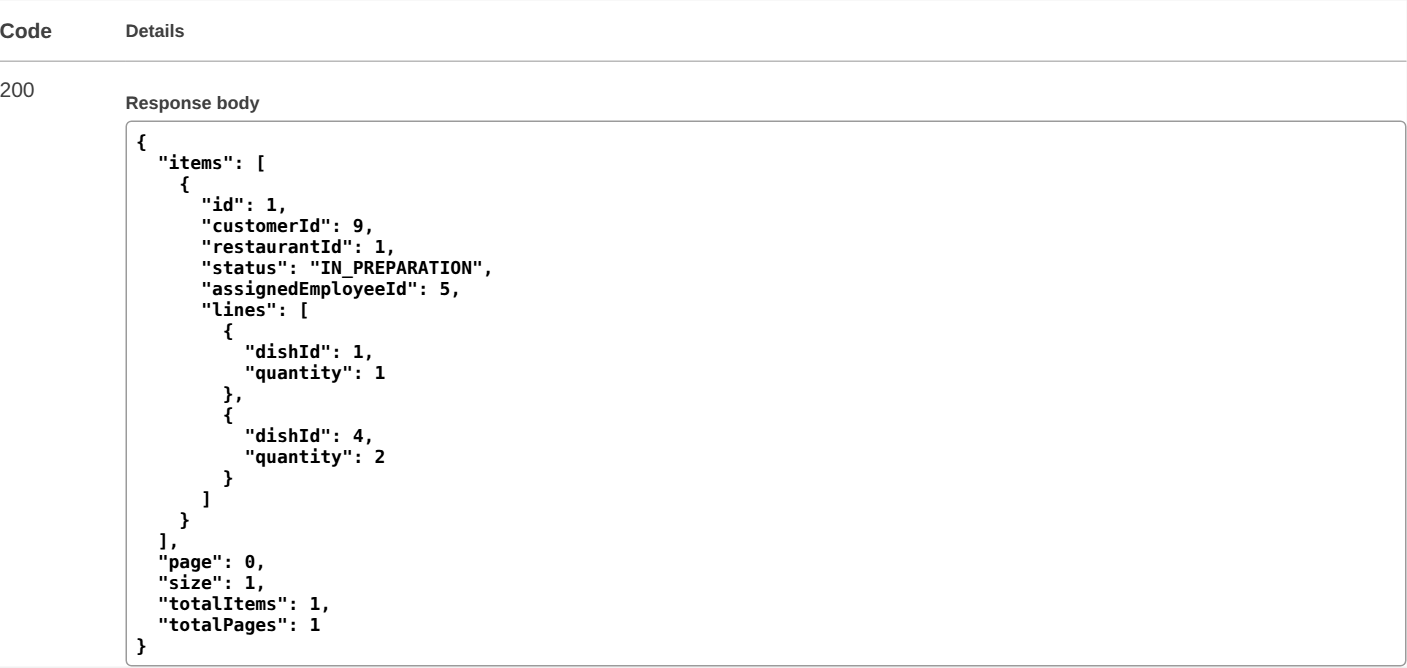 Code Details
200
Response body
{
  "items": [
    {
      "id": 1,
      "customerId": 9,
      "restaurantId": 1,
      "status": "IN_PREPARATION",
      "assignedEmployeeId": 5,
      "lines": [
        {
          "dishId": 1,
          "quantity": 1
        },
        {
          "dishId": 4,
          "quantity": 2
        }
      ]
    }
  ],
  "page": 0,
  "size": 1,
  "totalItems": 1,
  "totalPages": 1
}